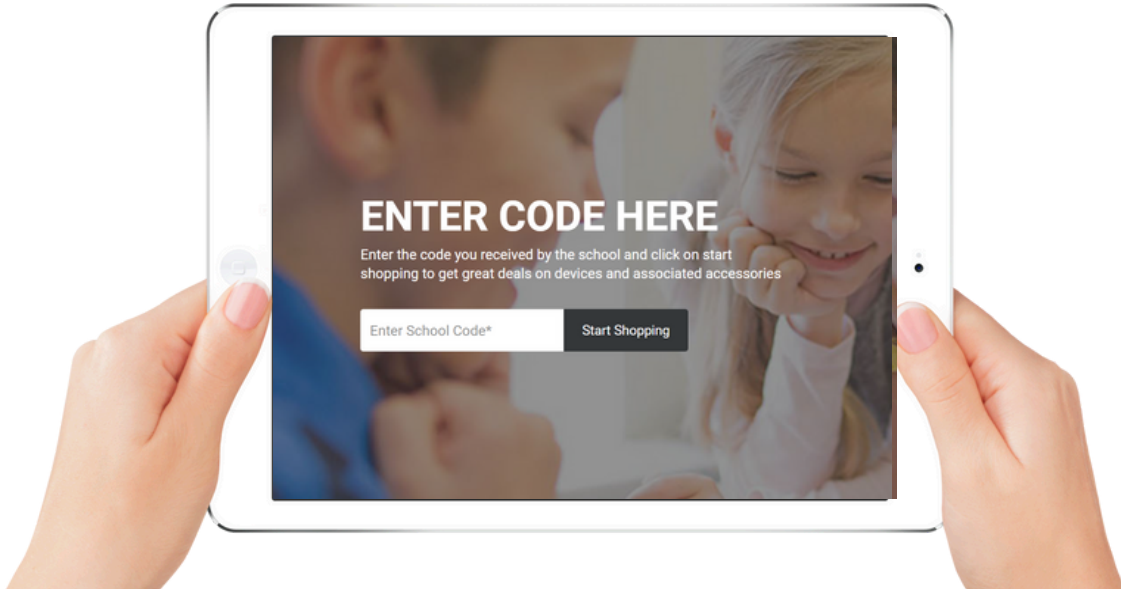 ENTER CODE HERE
Enter the code you received by the school and click on start
shopping to get great deals on devices and associated accessories
Enter School Code*
Start Shopping